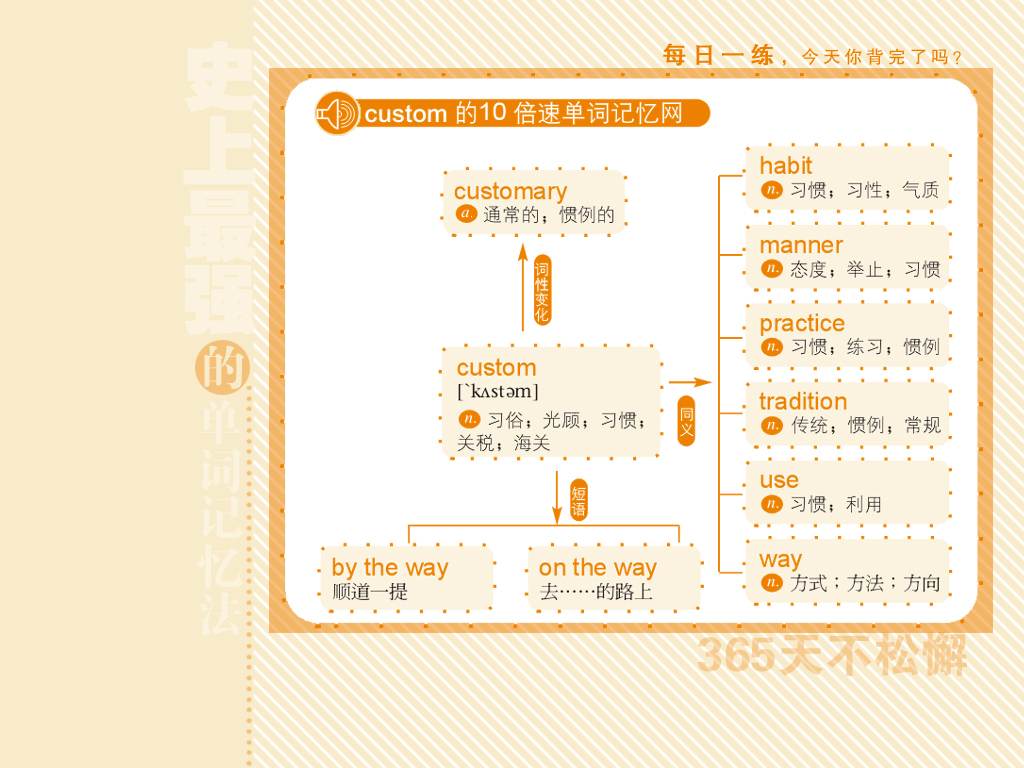 每日一练，今天你背完了吗?
史上最强的单词记忆法
custom 的10 倍速单词记忆网
customary
a. 通常的；惯例的
词性变化
custom
[`kʌstəm]
n. 习俗；光顾；习惯；
关税；海关
同义
短语
by the way
顺道一提
on the way
去……的路上
habit
n. 习惯；习性；气质
manner
n. 态度；举止；习惯
practice
n. 习惯；练习；惯例
tradition
n. 传统；惯例；常规
use
n. 习惯；利用
way
n. 方式；方法；方向
365天不松懈